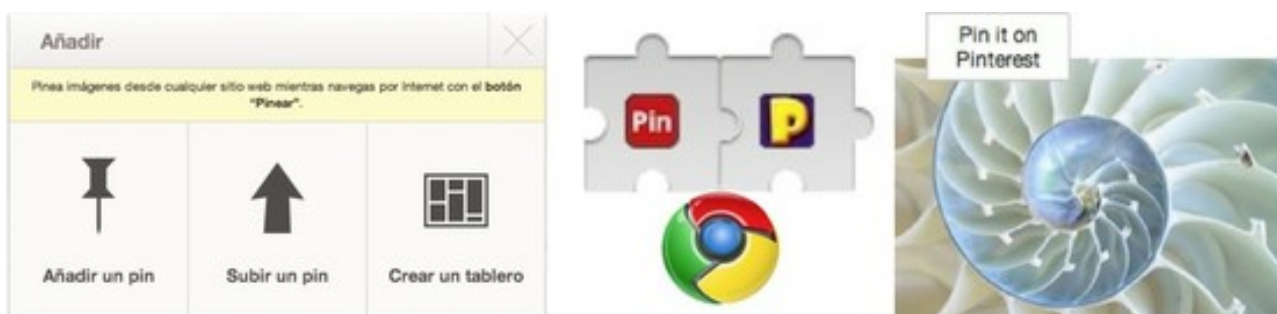 Añadir
Pinea imágenes desde cualquier sitio web mientras navegas por Internet con el botón
"Pinear".
Añadir un pin
Subir un pin
Crear un tablero
Pin
P
Pin it on
Pinterest